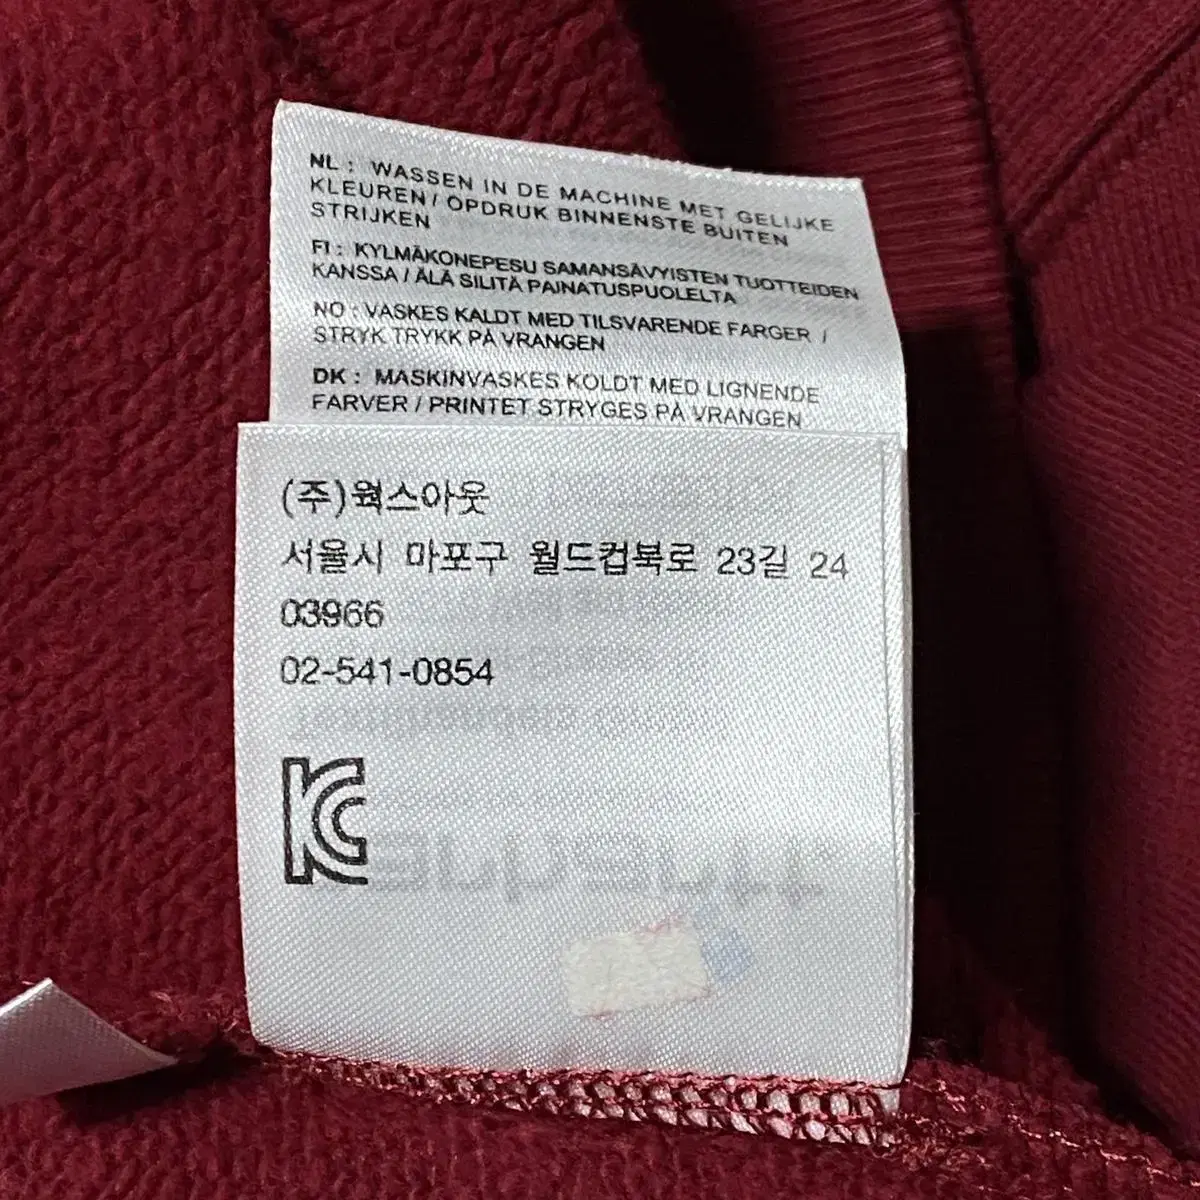 NL : WASSEN IN DE MACHINE MET GELIJKE
KLEUREN / OPDRUK BINNENSTE BUITEN
STRIJKEN
FI : KYLMÄKONEPESU SAMANSÄVYISTEN TUOTTEIDEN
KANSSA / ÄLÄ SILITÄ PAINATUSPUOLELTA
NO : VASKES KALDT MED TILSVARENDE FARGER /
STRYK TRYKK PÅ VRANGEN
DK : MASKINVASKES KOLDT MED LIGNENDE
FARVER / PRINTET STRYGES PÅ VRANGEN
(주)웍스아웃
서울시 마포구 월드컵북로 23길 24
03966
02-541-0854
KC